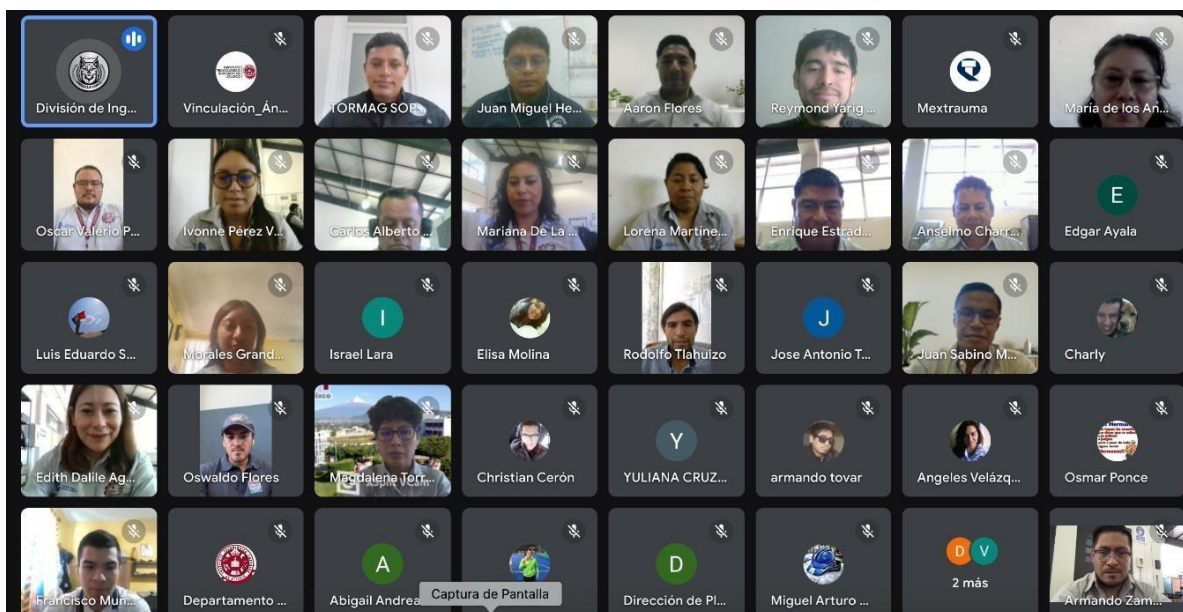 División de Ing...
Vinculación_Án...
TORMAG SOB...
Juan Miguel He...
Aaron Flores
Reymond Yarig ...
Mextrauma
María de los An...
Oscar Valerio P...
Ivonne Pérez V...
Carlos Alberto ...
Mariana De La ...
Lorena Martíne...
Enrique Estrad...
Anselmo Charr...
E
Edgar Ayala
Luis Eduardo S...
Morales Grand...
I
Israel Lara
Elisa Molina
Rodolfo Tlahuizo
J
Jose Antonio T...
Juan Sabino M...
Charly
Edith Dalile Ag...
Oswaldo Flores
Magdalena Torr...
Christian Cerón
Y
YULIANA CRUZ...
armando tovar
Angeles Velázq...
Osmar Ponce
Francisco Muñ...
Departamento ...
A
Abigail Andrea
Captura de Pantalla
D
Dirección de Pl...
Miguel Arturo ...
D V
2 más
Armando Zam...